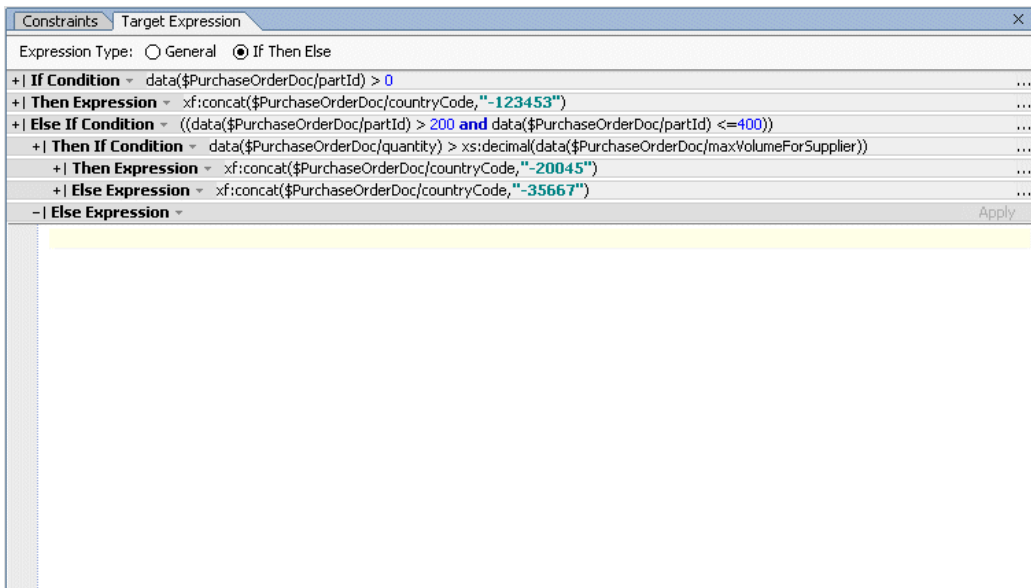 Constraints Target Expression
Expression Type: General If Then Else
+| If Condition data($PurchaseOrderDoc/partId) > 0 ...
+| Then Expression xf:concat($PurchaseOrderDoc/countryCode,"-123453") ...
+| Else If Condition ((data($PurchaseOrderDoc/partId) > 200 and data($PurchaseOrderDoc/partId) <=400)) ...
+| Then If Condition data($PurchaseOrderDoc/quantity) > xs:decimal(data($PurchaseOrderDoc/maxVolumeForSupplier)) ...
+| Then Expression xf:concat($PurchaseOrderDoc/countryCode,"-20045") ...
+| Else Expression xf:concat($PurchaseOrderDoc/countryCode,"-35667") ...
-| Else Expression Apply